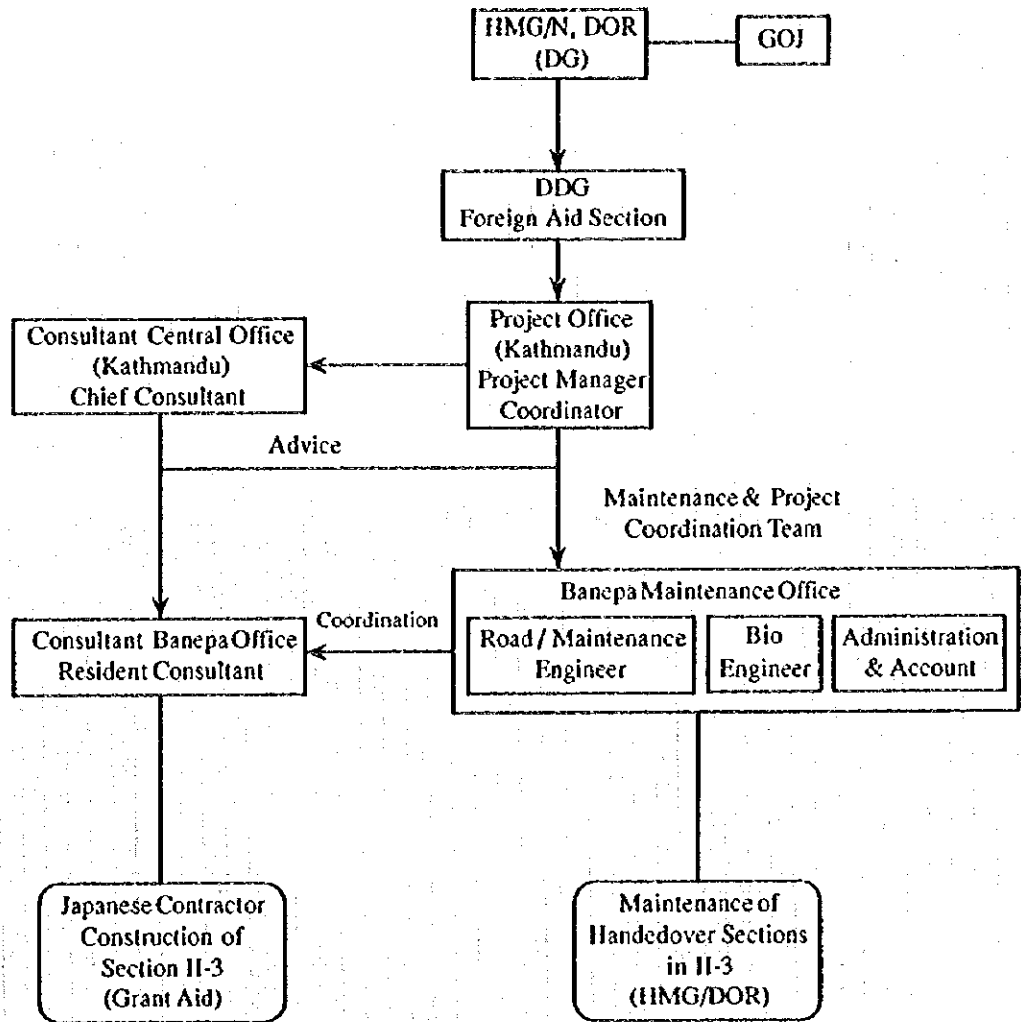 HMG/N, DOR
(DG)
GOJ
DDG
Foreign Aid Section
Project Office
(Kathmandu)
Project Manager
Coordinator
Consultant Central Office
(Kathmandu)
Chief Consultant
Advice
Maintenance & Project
Coordination Team
Banepa Maintenance Office
Road / Maintenance
Engineer
Bio
Engineer
Administration
& Account
Coordination
Consultant Banepa Office
Resident Consultant
Japanese Contractor
Construction of
Section II-3
(Grant Aid)
Maintenance of
Handedover Sections
in II-3
(HMG/DOR)